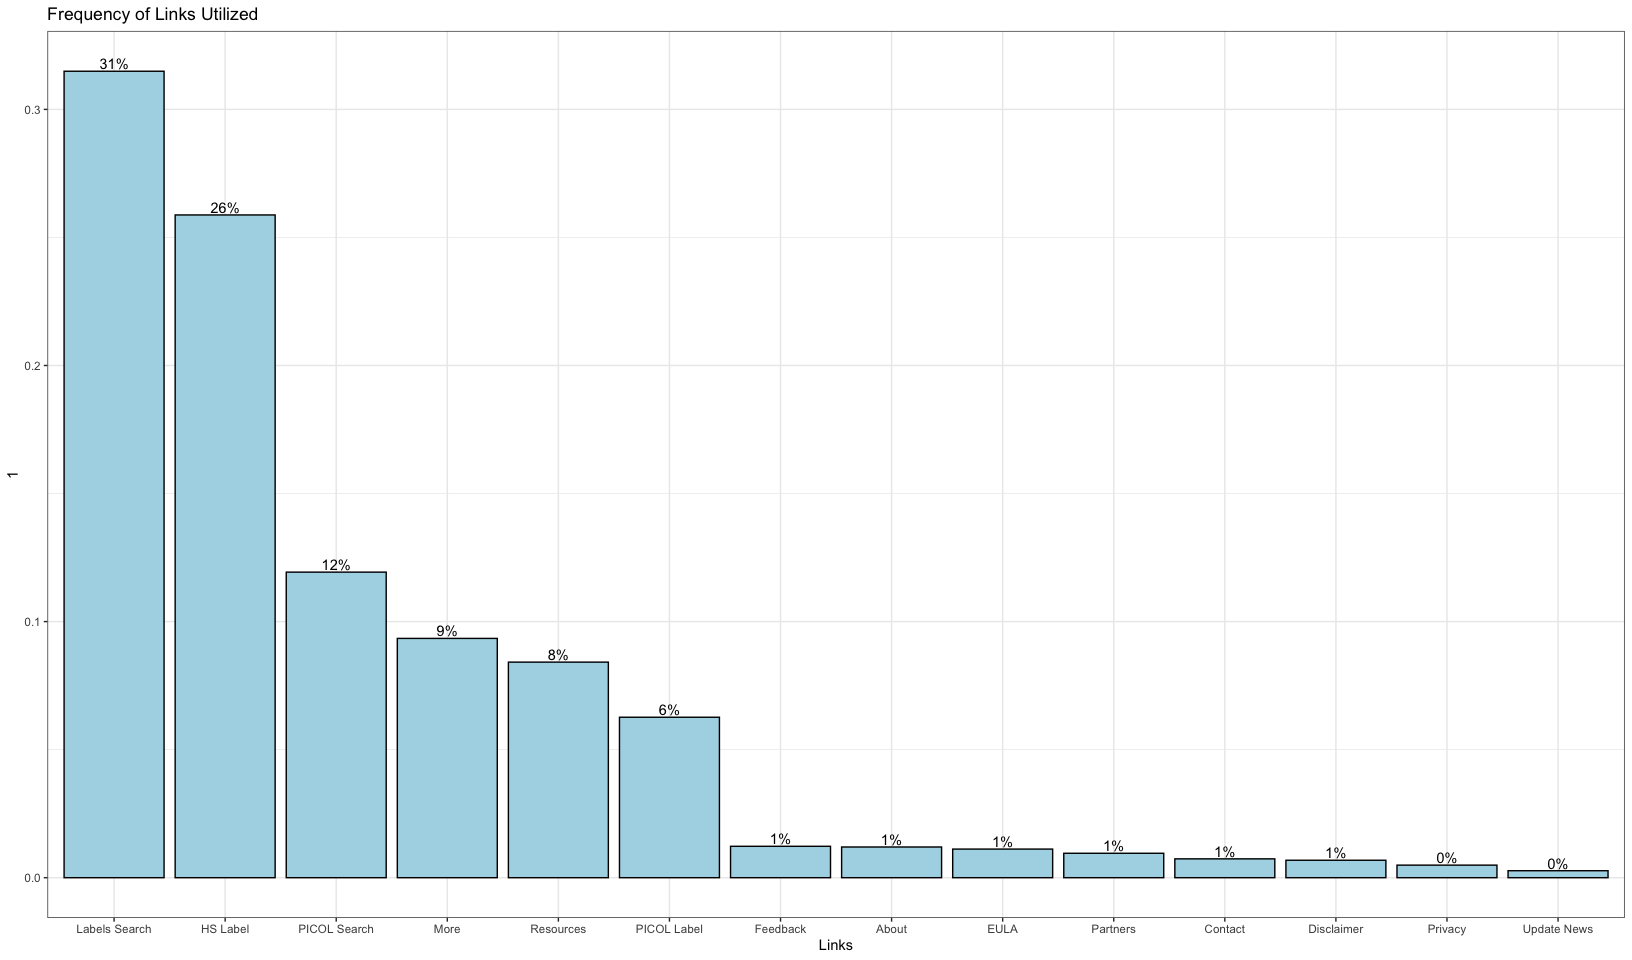 Frequency of Links Utilized
31%
26%
12%
9%
8%
6%
1%
1%
1%
1%
1%
1%
0%
0%
0.3
0.2
0.1
0.0
1
Labels Search
HS Label
PICOL Search
More
Resources
PICOL Label
Feedback
About
EULA
Partners
Contact
Disclaimer
Privacy
Update News
Links